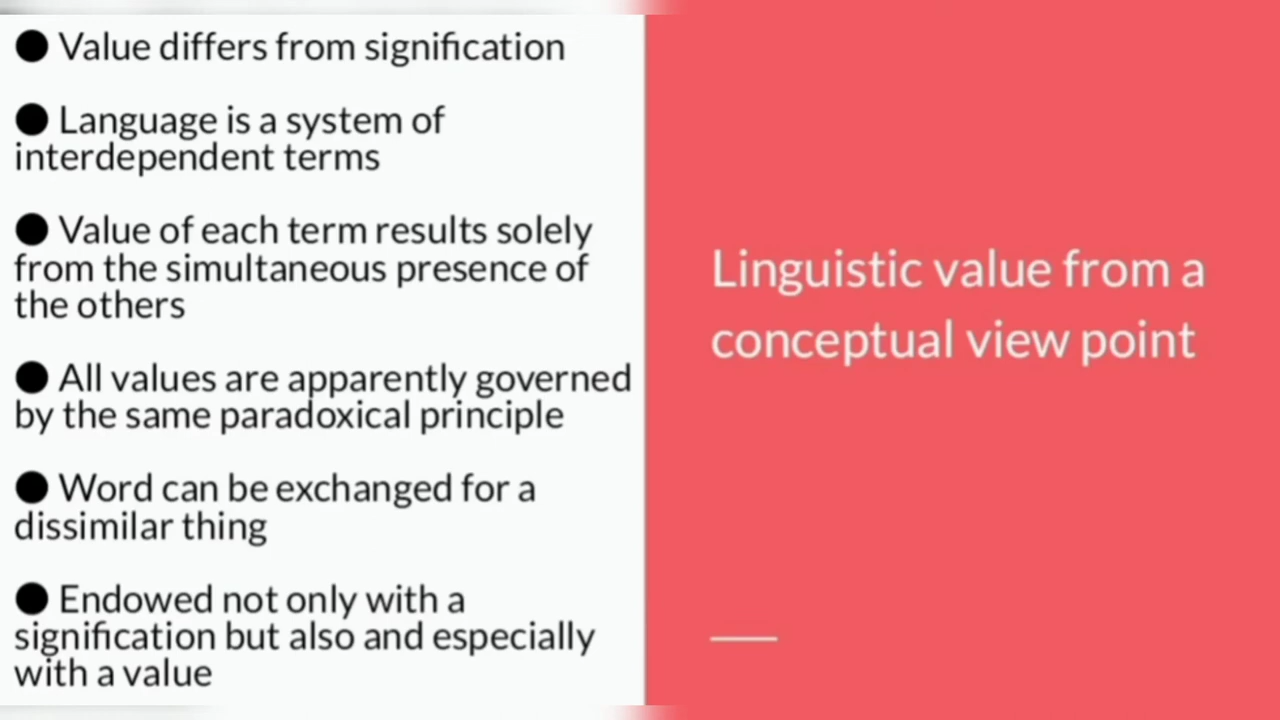 ● Value differs from signification
● Language is a system of
interdependent terms
● Value of each term results solely
from the simultaneous presence of
the others
● All values are apparently governed
by the same paradoxical principle
● Word can be exchanged for a
dissimilar thing
● Endowed not only with a
signification but also and especially
with a value
Linguistic value from a
conceptual view point